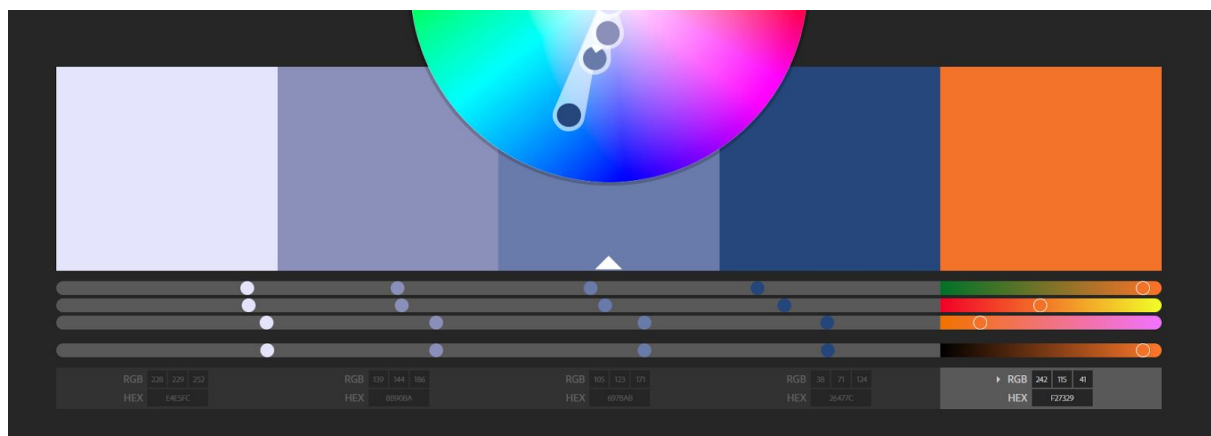 RGB 228 229 252
HEX E4E5FC
RGB 139 144 186
HEX 8B90BA
RGB 105 123 171
HEX 697BAB
RGB 38 71 124
HEX 26477C
RGB 242 115 41
HEX F27329